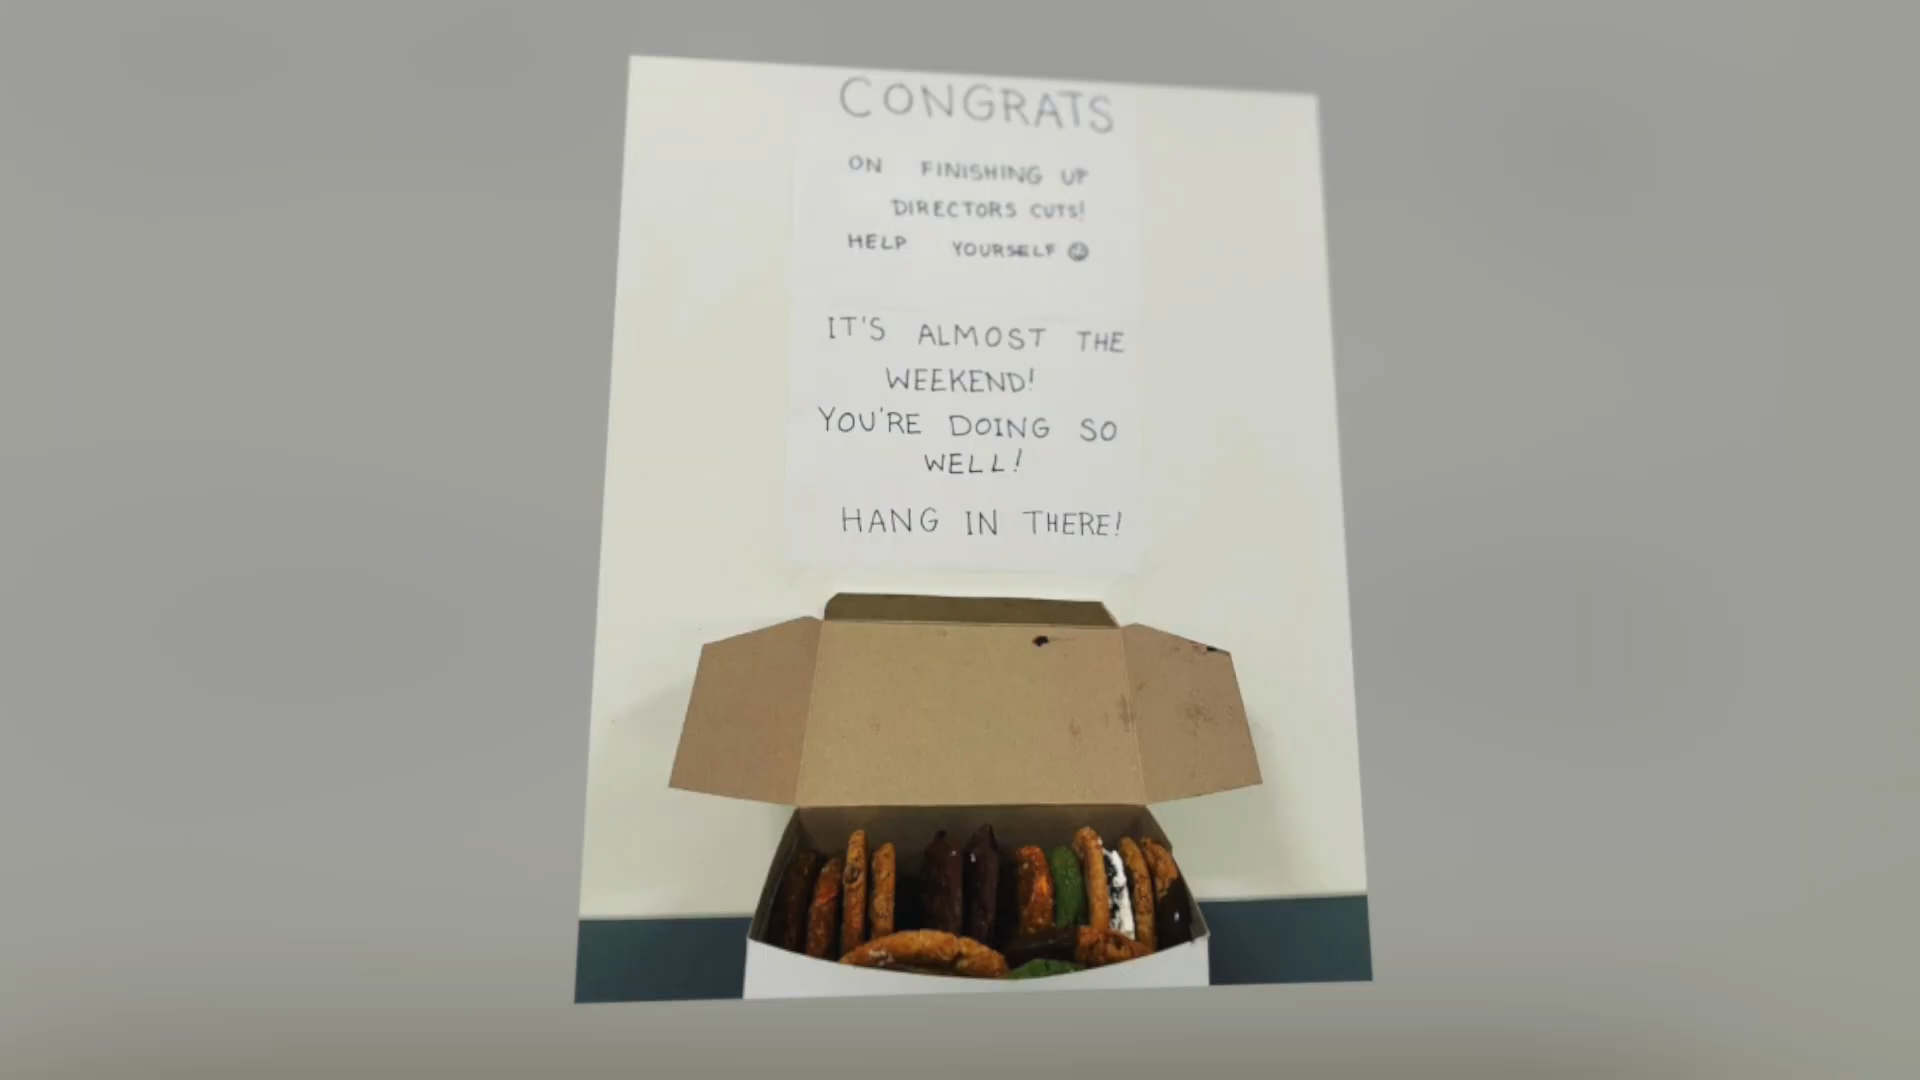 CONGRATS
ON FINISHING UP
DIRECTORS CUTS!
HELP YOURSELF ☺
IT'S ALMOST THE
WEEKEND!
YOU'RE DOING SO
WELL!
HANG IN THERE!